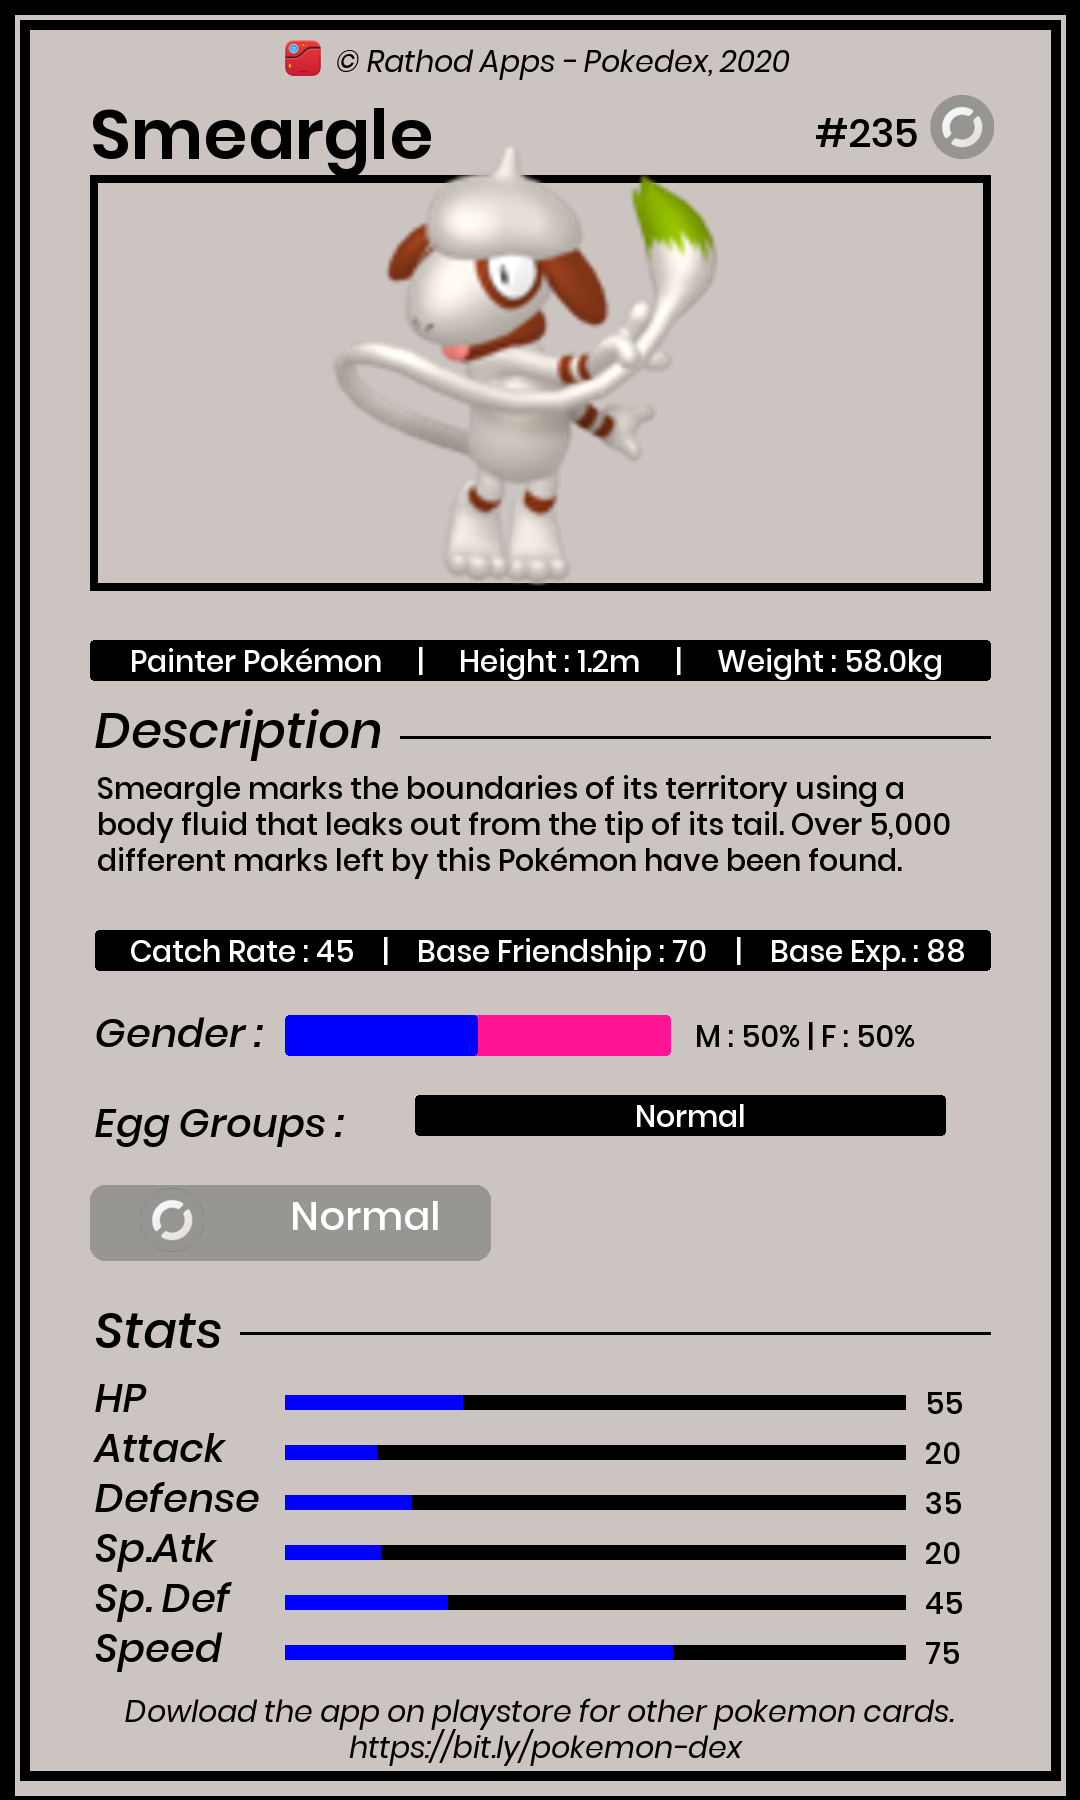 © Rathod Apps - Pokedex, 2020
Smeargle
#235
Painter Pokémon | Height : 1.2m | Weight : 58.0kg
Description
Smeargle marks the boundaries of its territory using a
body fluid that leaks out from the tip of its tail. Over 5,000
different marks left by this Pokémon have been found.
Catch Rate : 45 | Base Friendship : 70 | Base Exp. : 88
Gender : M : 50% | F : 50%
Egg Groups : Normal
Normal
Stats
HP 55
Attack 20
Defense 35
Sp.Atk 20
Sp. Def 45
Speed 75
Dowload the app on playstore for other pokemon cards.
https://bit.ly/pokemon-dex